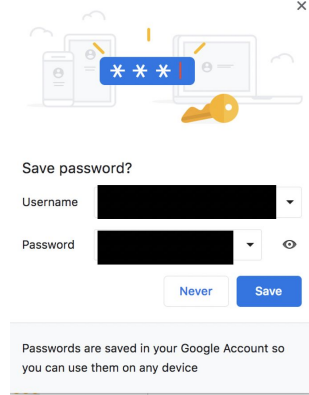 ***
Save password?
Username
Password
Never Save
Passwords are saved in your Google Account so
you can use them on any device